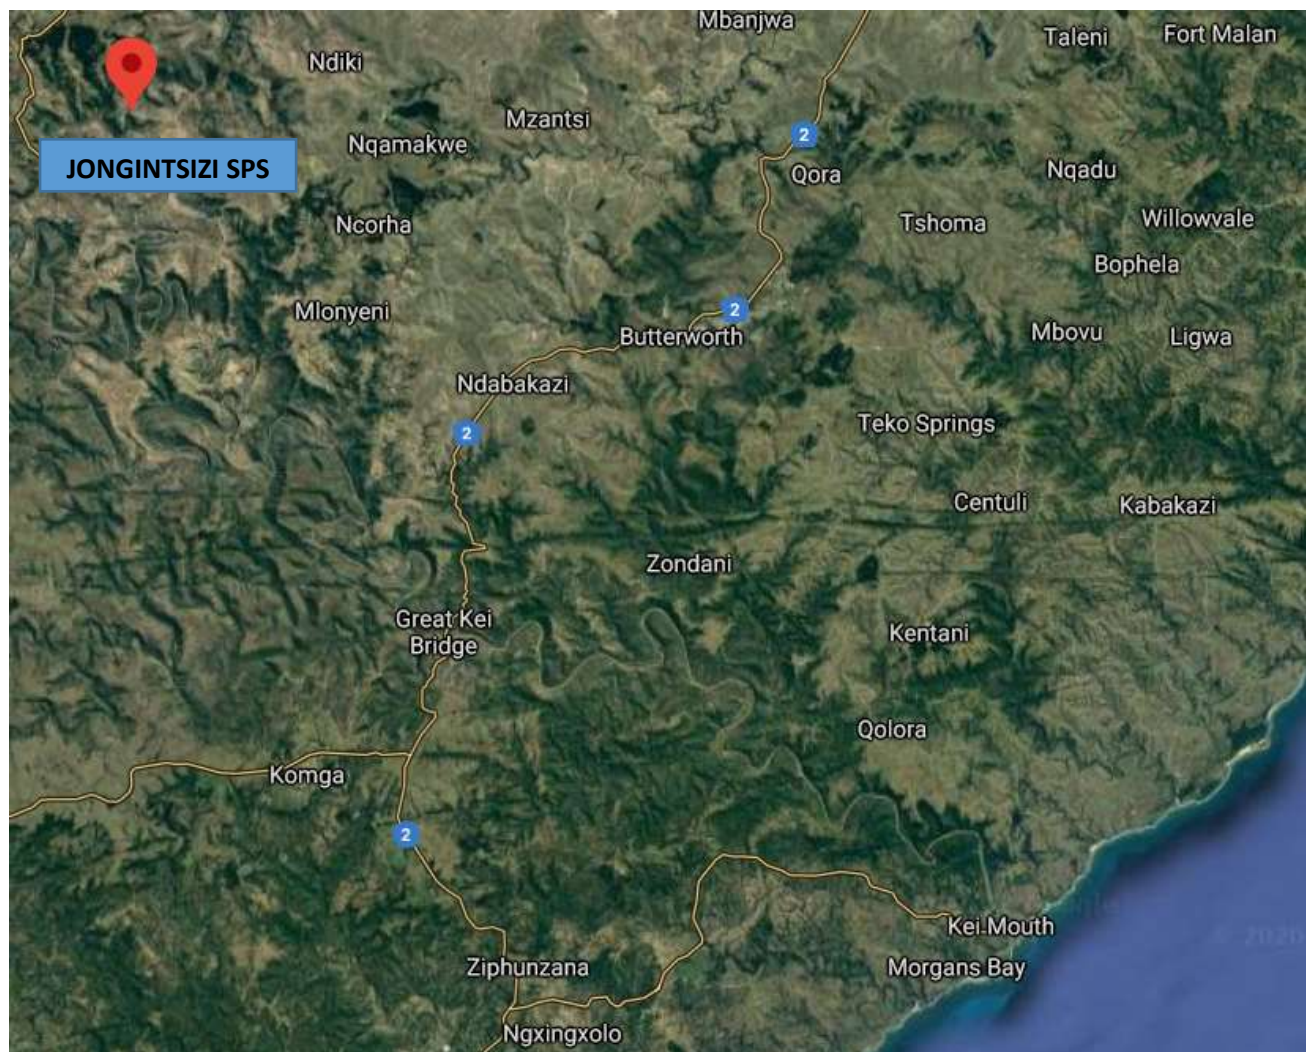 Mbanjwa
Taleni
Fort Malan
Ndiki
Mzantsi
2
Nqamakwe
JONGINTSIZI SPS
Qora
Nqadu
Ncorha
Tshoma
Willowvale
Bophela
Mlonyeni
2
Butterworth
Mbovu
Ligwa
Ndabakazi
2
Teko Springs
Centuli
Kabakazi
Zondani
Great Kei
Bridge
Kentani
Qolora
Komga
2
Kei Mouth
© 2020
Ziphunzana
Morgans Bay
Ngxingxolo